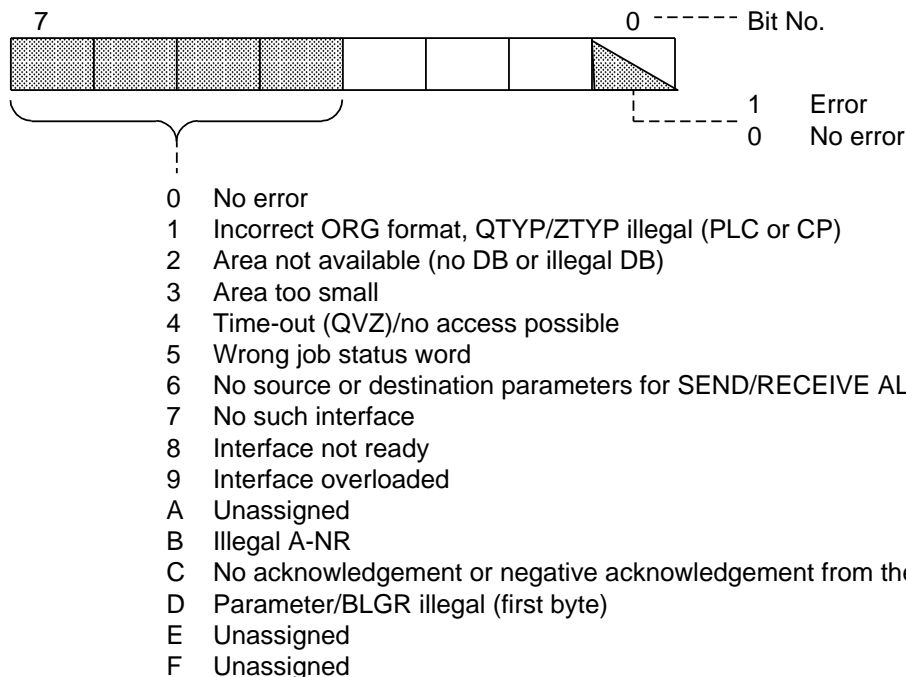 7 0 Bit No.
1 Error
0 No error
0 No error
1 Incorrect ORG format, QTYP/ZTYP illegal (PLC or CP)
2 Area not available (no DB or illegal DB)
3 Area too small
4 Time-out (QVZ)/no access possible
5 Wrong job status word
6 No source or destination parameters for SEND/RECEIVE AL
7 No such interface
8 Interface not ready
9 Interface overloaded
A Unassigned
B Illegal A-NR
C No acknowledgement or negative acknowledgement from the
D Parameter/BLGR illegal (first byte)
E Unassigned
F Unassigned